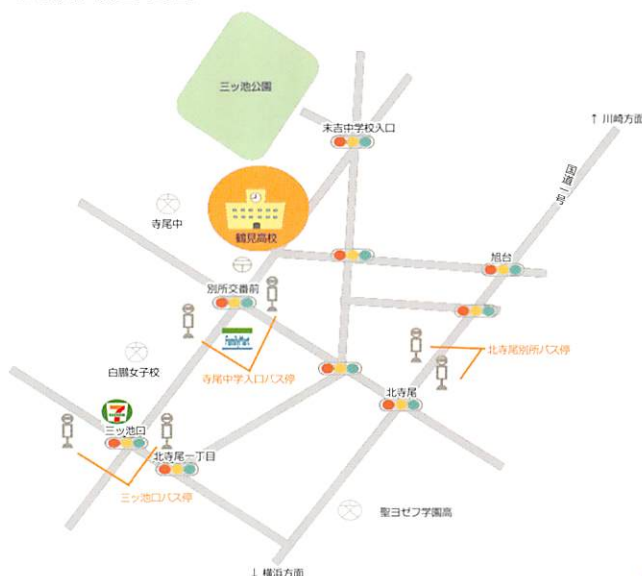 三ッ池公園
末吉中学校入口
↑ 川崎方面
国道一号
寺尾中
鶴見高校
旭台
別所交番前
FamilyMart
北寺尾別所バス停
白鵬女子校
寺尾中学入口バス停
北寺尾
三ッ池口
北寺尾一丁目
三ッ池口バス停
聖ヨゼフ学園高
↓ 横浜方面